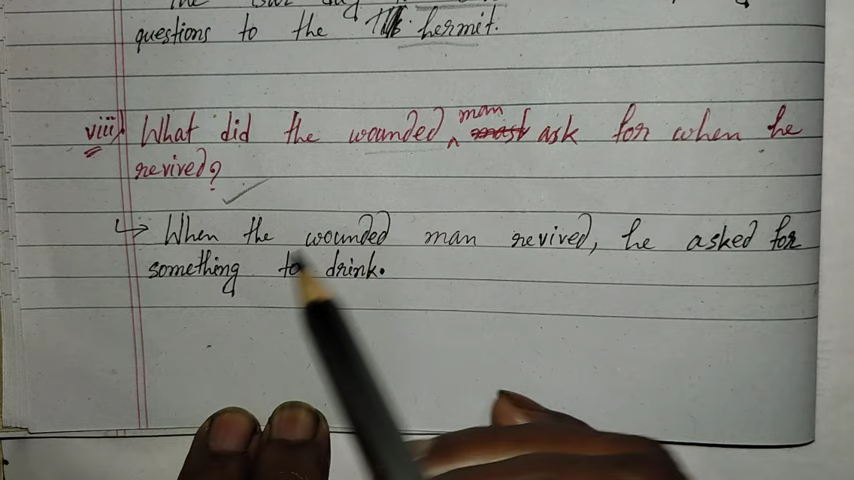 questions to the hermit.
viii) What did the wounded man ask for when he
revived?
↳ When the wounded man revived, he asked for
something to drink.